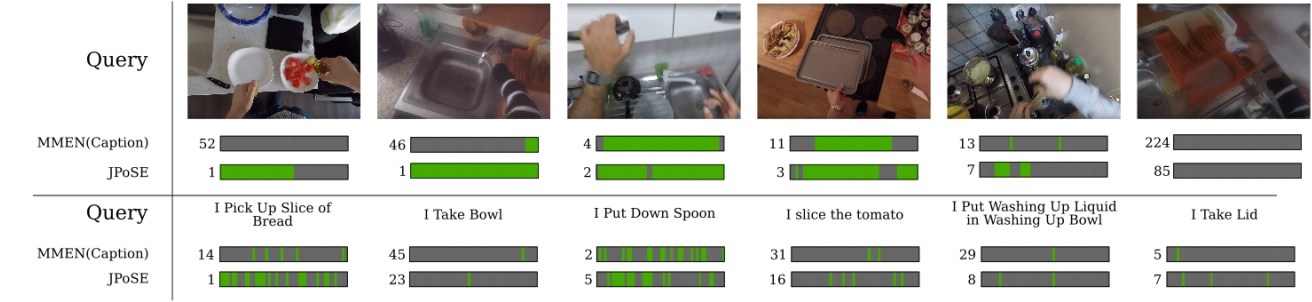 Query
MMEN(Caption) 52 46 4 11 13 224
JPoSE 1 1 2 3 7 85
Query I Pick Up Slice of Bread I Take Bowl I Put Down Spoon I slice the tomato I Put Washing Up Liquid in Washing Up Bowl I Take Lid
MMEN(Caption) 14 45 2 31 29 5
JPoSE 1 23 5 16 8 7